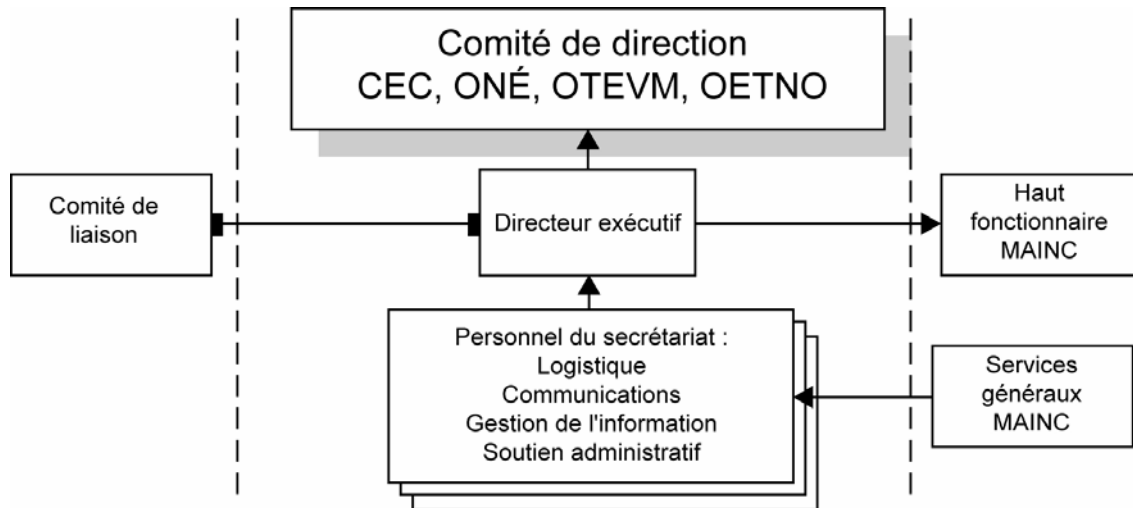 Comité de direction
CEC, ONÉ, OTEVM, OETNO
Comité de
liaison
Directeur exécutif
Haut
fonctionnaire
MAINC
Personnel du secrétariat :
Logistique
Communications
Gestion de l'information
Soutien administratif
Services
généraux
MAINC